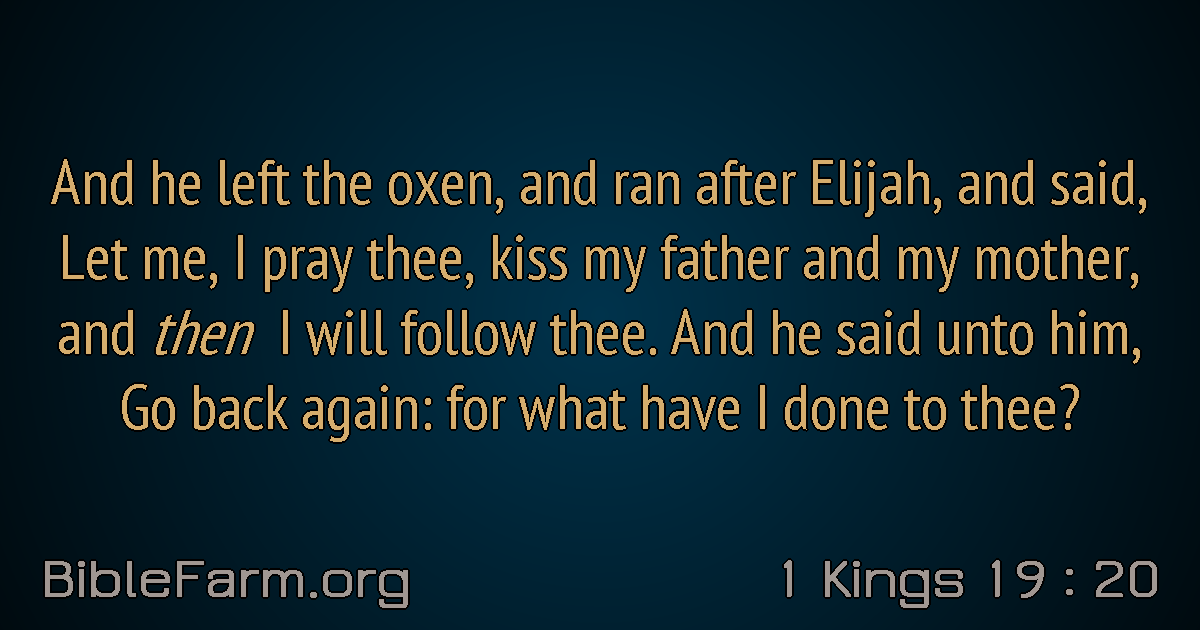 And he left the oxen, and ran after Elijah, and said,
Let me, I pray thee, kiss my father and my mother,
and then I will follow thee. And he said unto him,
Go back again: for what have I done to thee?
BibleFarm.org
1 Kings 19 : 20